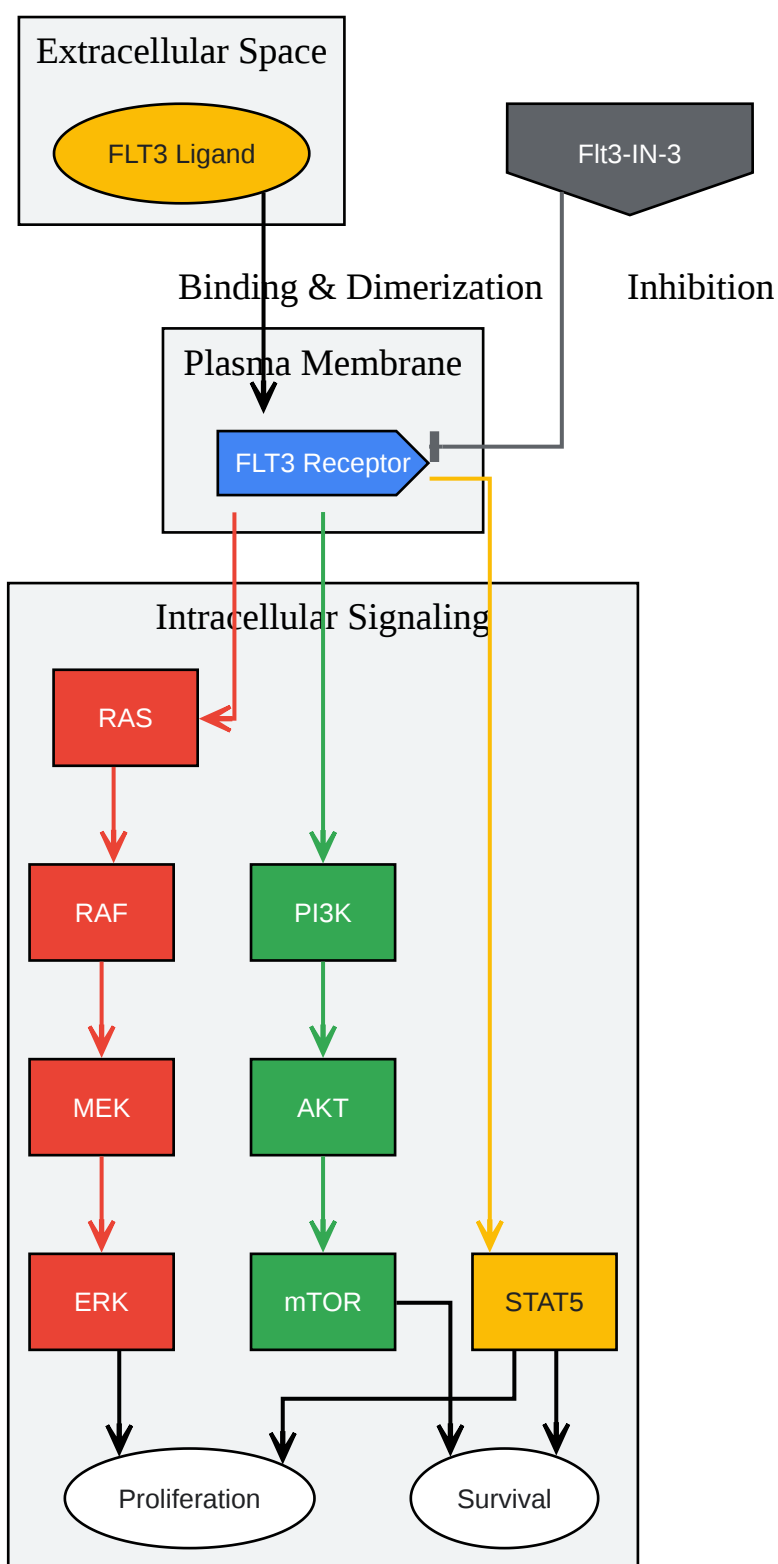 Extracellular Space
FLT3 Ligand
Flt3-IN-3
Binding & Dimerization
Inhibition
Plasma Membrane
FLT3 Receptor
Intracellular Signaling
RAS
RAF
PI3K
MEK
AKT
ERK
mTOR
STAT5
Proliferation
Survival